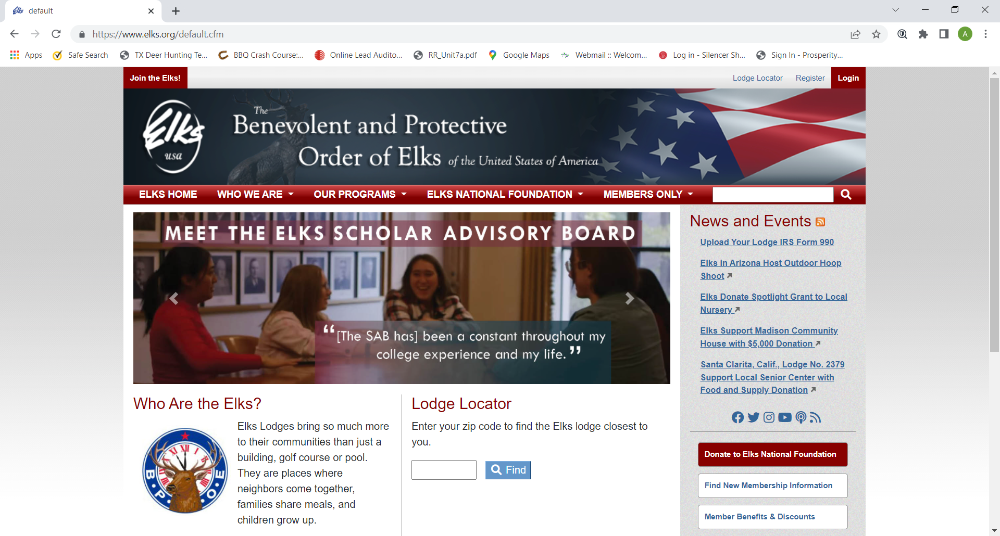 default
https://www.elks.org/default.cfm
A
Apps
Safe Search
TX Deer Hunting Te...
BBQ Crash Course:...
Online Lead Audito...
RR_Unit7a.pdf
Google Maps
Webmail :: Welcom...
Log in - Silencer Sh...
Sign In - Prosperity...
Join the Elks!
Lodge Locator
Register
Login
Elks
usa
The
Benevolent and Protective
Order of Elks of the United States of America
ELKS HOME
WHO WE ARE
OUR PROGRAMS
ELKS NATIONAL FOUNDATION
MEMBERS ONLY
MEET THE ELKS SCHOLAR ADVISORY BOARD
“[The SAB has] been a constant throughout my
college experience and my life.”
Who Are the Elks?
Elks Lodges bring so much more
to their communities than just a
building, golf course or pool.
They are places where
neighbors come together,
families share meals, and
children grow up.
B.P.O.E
Lodge Locator
Enter your zip code to find the Elks lodge closest to
you.
Find
News and Events
Upload Your Lodge IRS Form 990
Elks in Arizona Host Outdoor Hoop
Shoot
Elks Donate Spotlight Grant to Local
Nursery
Elks Support Madison Community
House with $5,000 Donation
Santa Clarita, Calif., Lodge No. 2379
Support Local Senior Center with
Food and Supply Donation
Donate to Elks National Foundation
Find New Membership Information
Member Benefits & Discounts